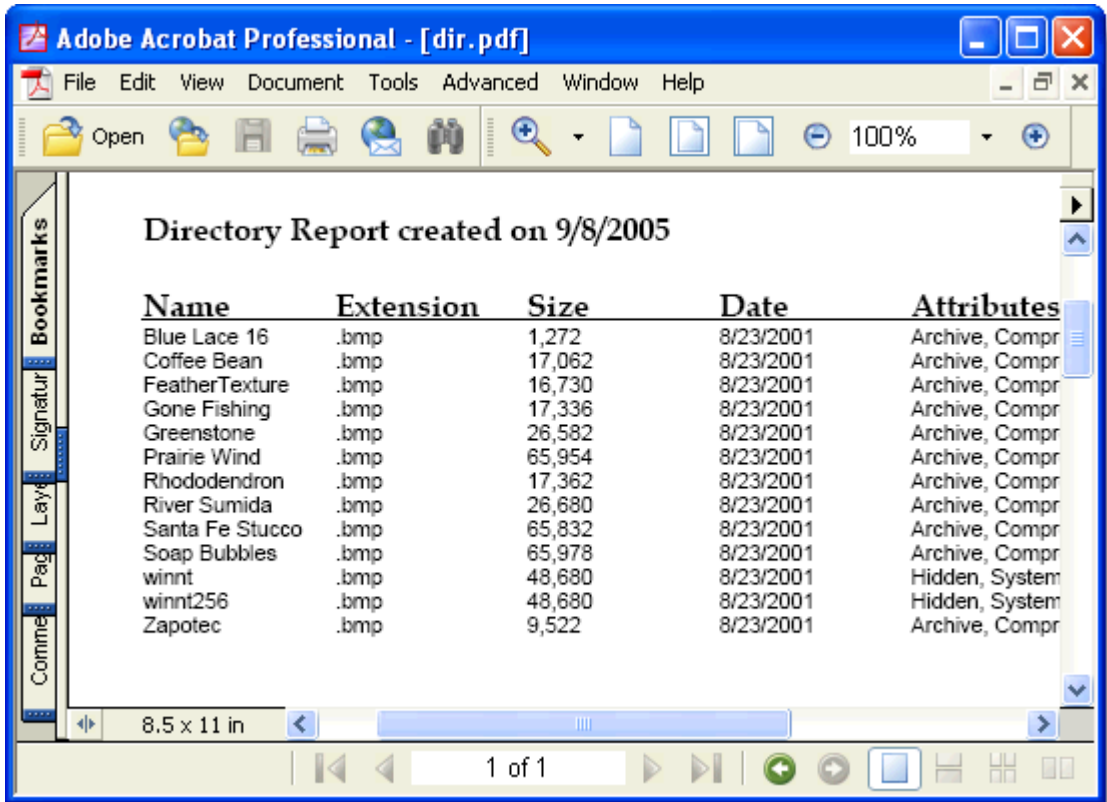 Adobe Acrobat Professional - [dir.pdf]
File Edit View Document Tools Advanced Window Help
Open 100%
Bookmarks
Signatur
Laye
Pag
Comme
Directory Report created on 9/8/2005
Name Extension Size Date Attributes
Blue Lace 16 .bmp 1,272 8/23/2001 Archive, Compr
Coffee Bean .bmp 17,062 8/23/2001 Archive, Compr
FeatherTexture .bmp 16,730 8/23/2001 Archive, Compr
Gone Fishing .bmp 17,336 8/23/2001 Archive, Compr
Greenstone .bmp 26,582 8/23/2001 Archive, Compr
Prairie Wind .bmp 65,954 8/23/2001 Archive, Compr
Rhododendron .bmp 17,362 8/23/2001 Archive, Compr
River Sumida .bmp 26,680 8/23/2001 Archive, Compr
Santa Fe Stucco .bmp 65,832 8/23/2001 Archive, Compr
Soap Bubbles .bmp 65,978 8/23/2001 Archive, Compr
winnt .bmp 48,680 8/23/2001 Hidden, System
winnt256 .bmp 48,680 8/23/2001 Hidden, System
Zapotec .bmp 9,522 8/23/2001 Archive, Compr
8.5 x 11 in
1 of 1